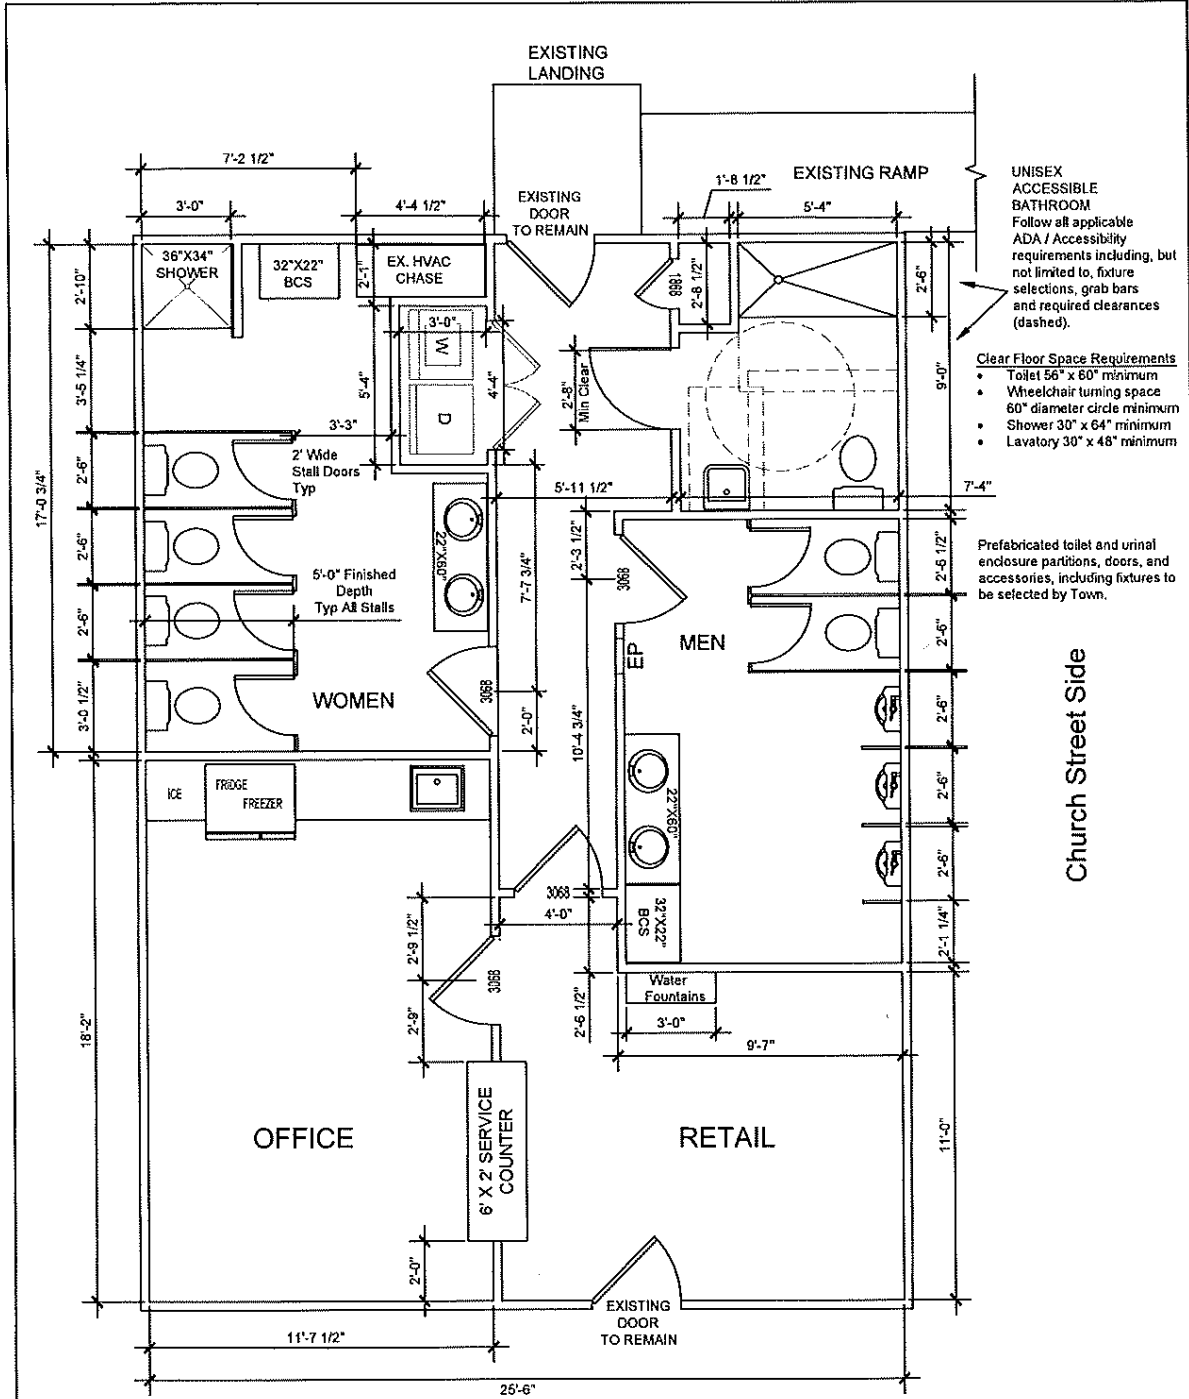 EXISTING
LANDING
7'-2 1/2"
EXISTING RAMP
1'-8 1/2"
3'-0"
4'-4 1/2"
EXISTING
DOOR
TO REMAIN
5'-4"
UNISEX
ACCESSIBLE
BATHROOM
Follow all applicable
ADA / Accessibility
requirements including, but
not limited to, fixture
selections, grab bars
and required clearances
(dashed).
36"X34"
SHOWER
32"X22"
BCS
EX. HVAC
CHASE
2'-10"
2'-1"
1868
2'-8 1/2"
2'-6"
3'-0"
W
D
5'-4"
4'-4"
2'-8"
Min Clear
9'-0"
Clear Floor Space Requirements
• Toilet 56" x 60" minimum
• Wheelchair turning space
60" diameter circle minimum
• Shower 30" x 64" minimum
• Lavatory 30" x 48" minimum
3'-5 1/4"
3'-3"
2' Wide
Stall Doors
Typ
17'-0 3/4"
2'-6"
2'-6"
2'-6"
3'-0 1/2"
5'-11 1/2"
7'-4"
22"X60"
2'-3 1/2"
3068
7'-7 3/4"
2'-6 1/2"
Prefabricated toilet and urinal
enclosure partitions, doors, and
accessories, including fixtures to
be selected by Town.
5'-0" Finished
Depth
Typ All Stalls
2'-6"
MEN
EP
WOMEN
3068
2'-0"
10'-4 3/4"
2'-6"
2'-6"
2'-6"
2'-1 1/4"
Church Street Side
ICE
FRIDGE
FREEZER
22"X60"
3068
4'-0"
32"X22"
BCS
2'-9 1/2"
3068
2'-9"
2'-6 1/2"
Water
Fountains
3'-0"
9'-7"
18'-2"
11'-0"
OFFICE
6' X 2' SERVICE
COUNTER
RETAIL
2'-0"
EXISTING
DOOR
TO REMAIN
11'-7 1/2"
25'-6"